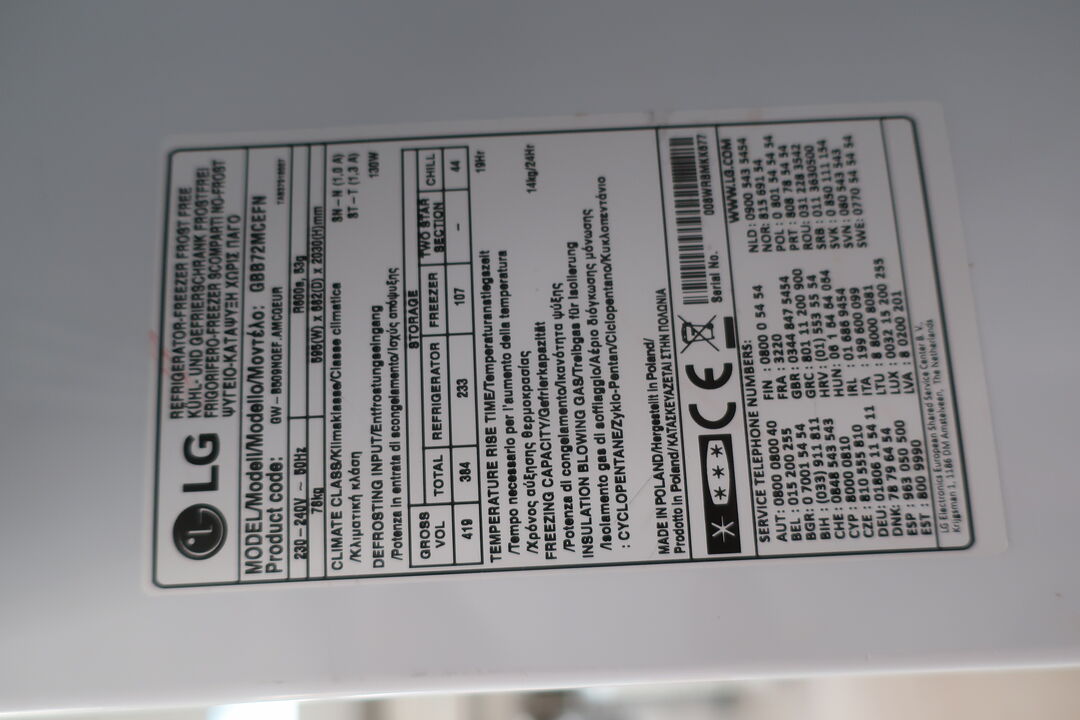 LG
REFRIGERATOR-FREEZER FROST FREE
KÜHL- UND GEFRIERSCHRANK FROSTFREI
FRIGORIFERO-FREEZER SCOMPARTI NO-FROST
ΨΥΓΕΙΟ-ΚΑΤΑΨΥΞΗ ΧΩΡΙΣ ΠΑΓΟ
MODEL/Modell/Modello/Μοντέλο: GBB72MCEFN
Product code: GW-B509NQEF.AMCQEUR
230 - 240V ~ 50Hz R600a, 53g
78kg 595(W) x 682(D) x 2030(H)mm
CLIMATE CLASS/Klimaklasse/Classe climatica SN-N (1,0 A)
/Κλιματική κλάση ST-T (1,3 A)
DEFROSTING INPUT/Entfrostungseingang 130W
/Potenza in entrata di scongelamento/Ισχύς απόψυξης
GROSS VOL STORAGE
TOTAL REFRIGERATOR FREEZER TWO STAR SECTION CHILL
419 384 233 107 – 44
TEMPERATURE RISE TIME/Temperaturanstiegszeit 19Hr
/Tempo necessario per l'aumento della temperatura
/Χρόνος αύξησης θερμοκρασίας
FREEZING CAPACITY/Gefrierkapazität 14kg/24Hr
/Potenza di congelamento/Ικανότητα ψύξης
INSULATION BLOWING GAS/Treibgas für Isolierung
/Isolamento gas di soffiaggio/Αέριο διόγκωσης μόνωσης
: CYCLOPENTANE/Zyklo-Pentan/Ciclopentano/Κυκλοπεντάνιο
MADE IN POLAND/Hergestellt in Poland/
Prodotto in Poland/ΚΑΤΑΣΚΕΥΑΖΕΤΑΙ ΣΤΗΝ ΠΟΛΩΝΙΑ
Serial No. 008WRBMKK677
CE
WWW.LG.COM
SERVICE TELEPHONE NUMBERS:
AUT: 0800 0800 40
BEL : 015 200 255
BGR: 0 7001 54 54
BIH : (033) 911 811
CHE : 0848 543 543
CYP : 8000 0810
CZE : 810 555 810
DEU: 01806 11 54 11
DNK: 78 79 64 54
ESP : 963 050 500
EST : 800 9990
FIN : 0800 0 54 54
FRA : 3220
GBR: 0344 847 5454
GRC: 801 11 200 900
HRV: (01) 553 55 54
HUN: 06 1 54 54 054
IRL : 01 686 9454
ITA : 199 600 099
LTU : 8 8000 8081
LUX : 0032 15 200 255
LVA : 8 0200 201
NLD : 0900 543 5454
NOR: 815 691 54
POL : 0 801 54 54 54
PRT : 808 78 54 54
ROU: 031 228 3542
SRB : 011 3630500
SVK : 0 850 111 154
SVN : 080 543 543
SWE: 0770 54 54 54
LG Electronics European Shared Service Center B.V.,
Krijgsman 1, 1186 DM Amstelveen, The Netherlands